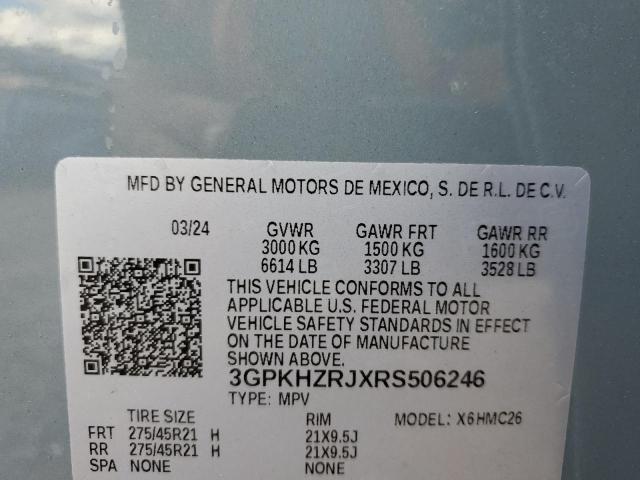 MFD BY GENERAL MOTORS DE MEXICO, S. DE R.L. DE C.V.
03/24 GVWR GAWR FRT GAWR RR
3000 KG 1500 KG 1600 KG
6614 LB 3307 LB 3528 LB
THIS VEHICLE CONFORMS TO ALL
APPLICABLE U.S. FEDERAL MOTOR
VEHICLE SAFETY STANDARDS IN EFFECT
ON THE DATE OF MANUFACTURE
SHOWN ABOVE.
3GPKHZRJXRS506246
TYPE: MPV MODEL: X6HMC26
TIRE SIZE RIM
FRT 275/45R21 H 21X9.5J
RR 275/45R21 H 21X9.5J
SPA NONE NONE